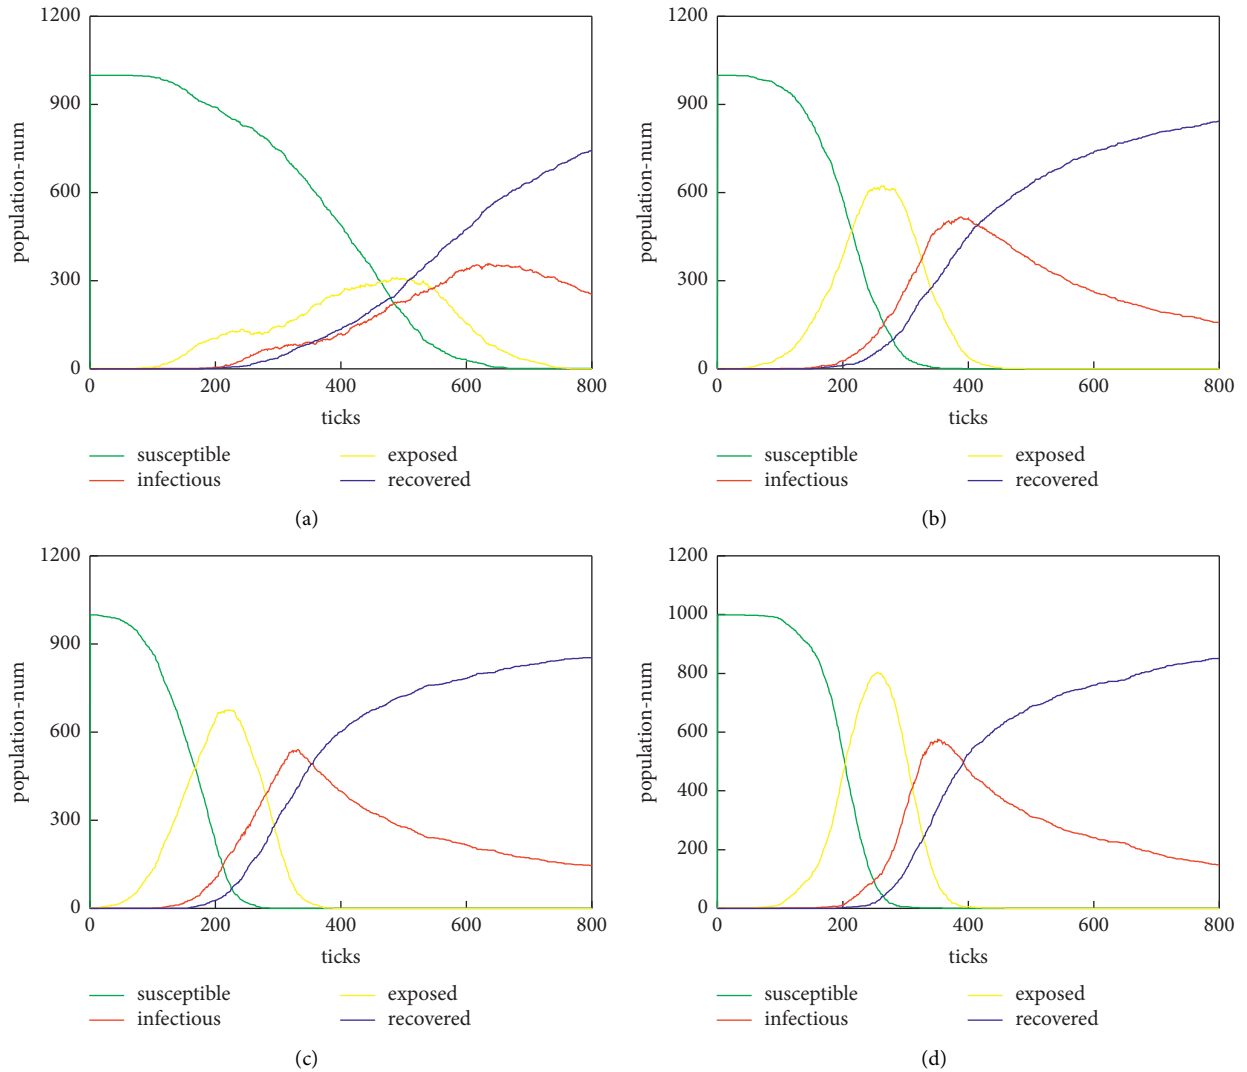 1200
900
600
300
0
population-num
0 200 400 600 800
ticks
susceptible exposed
infectious recovered
(a)
1200
900
600
300
0
population-num
0 200 400 600 800
ticks
susceptible exposed
infectious recovered
(b)
1200
900
600
300
0
population-num
0 200 400 600 800
ticks
susceptible exposed
infectious recovered
(c)
1200
1000
800
600
400
200
0
population-num
0 200 400 600 800
ticks
susceptible exposed
infectious recovered
(d)